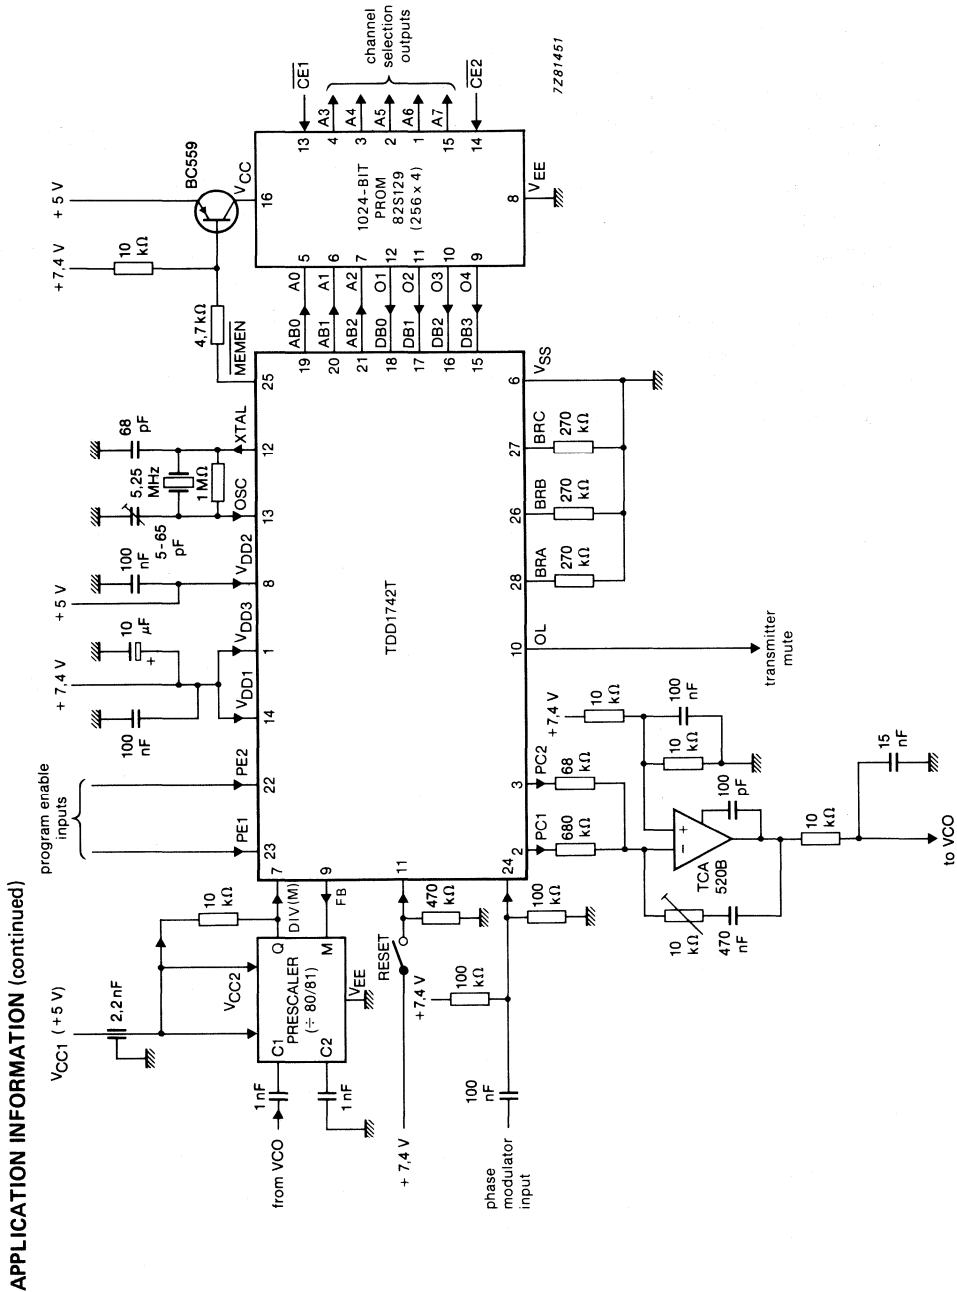 APPLICATION INFORMATION (continued)
VCC1 (+5 V)
2,2 nF
10
kΩ
VCC2
Q
DIV(M)
7
C1
PRESCALER
(÷ 80/81)
C2
M
VEE
FB
9
1 nF
1 nF
from VCO
RESET
+ 7,4 V
11
470
kΩ
+7,4 V
100
kΩ
24
100
kΩ
100
nF
phase
modulator
input
program enable
inputs
PE1
23
PE2
22
100
nF
+ 7,4 V
10
μF
+
VDD1
14
VDD3
1
+ 5 V
100
nF
VDD2
8
5-65
pF
5,25
MHz
1 MΩ
68
pF
OSC
13
XTAL
12
+7,4 V
10
kΩ
+ 5 V
BC559
4,7 kΩ
MEMEN
25
TDD1742T
VCC
16
19 AB0 A0 5
20 AB1 A1 6
21 AB2 A2 7
18 DB0 O1 12
17 DB1 O2 11
16 DB2 O3 10
15 DB3 O4 9
1024-BIT
PROM
82S129
(256 x 4)
13 CE1
4 A3
3 A4
2 A5
1 A6
15 A7
14 CE2
channel
selection
outputs
8
VEE
6
VSS
27
BRC
270
kΩ
26
BRB
270
kΩ
28
BRA
270
kΩ
10
OL
transmitter
mute
3
PC2
68
kΩ
2
PC1
680
kΩ
+7,4 V
10
kΩ
10
kΩ
100
nF
+
−
TCA
520B
100
pF
10
kΩ
470
nF
10
kΩ
15
nF
to VCO
7Z81451